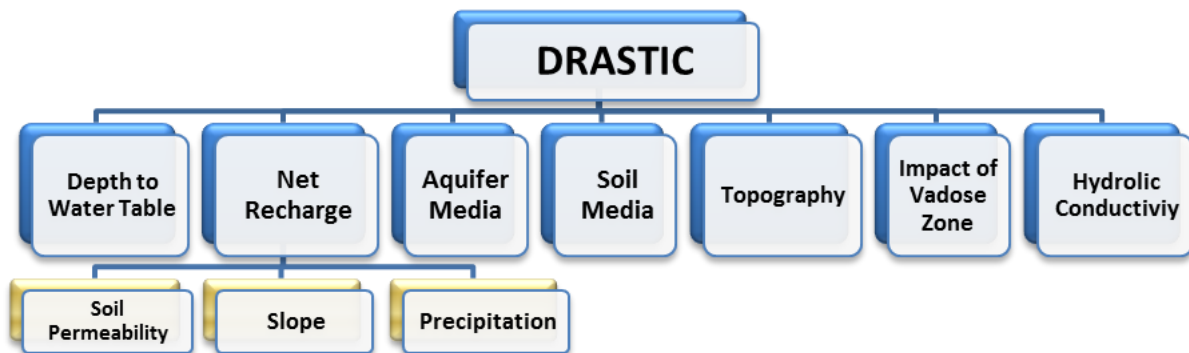 DRASTIC
Depth to
Water Table
Net
Recharge
Aquifer
Media
Soil
Media
Topography
Impact of
Vadose
Zone
Hydrolic
Conductiviy
Soil
Permeability
Slope
Precipitation